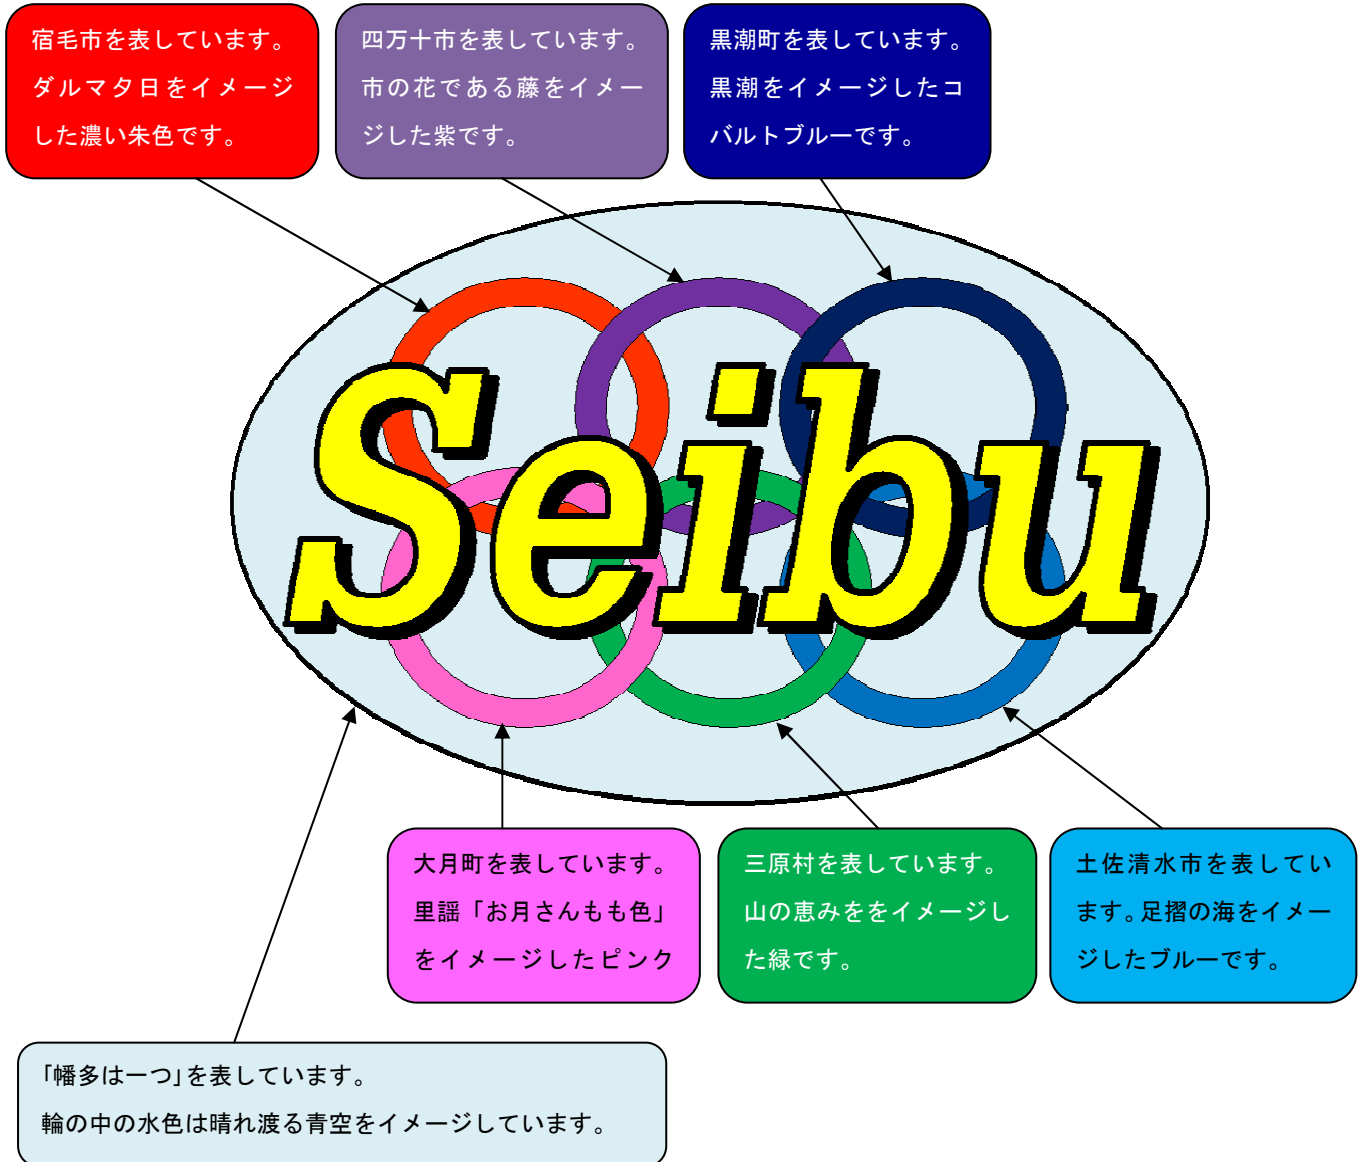 宿毛市を表しています。
ダルマ夕日をイメージ
した濃い朱色です。
四万十市を表しています。
市の花である藤をイメー
ジした紫です。
黒潮町を表しています。
黒潮をイメージしたコ
バルトブルーです。
Seibu
大月町を表しています。
里謡「お月さんもも色」
をイメージしたピンク
三原村を表しています。
山の恵みををイメージし
た緑です。
土佐清水市を表してい
ます。足摺の海をイメー
ジしたブルーです。
「幡多は一つ」を表しています。
輪の中の水色は晴れ渡る青空をイメージしています。